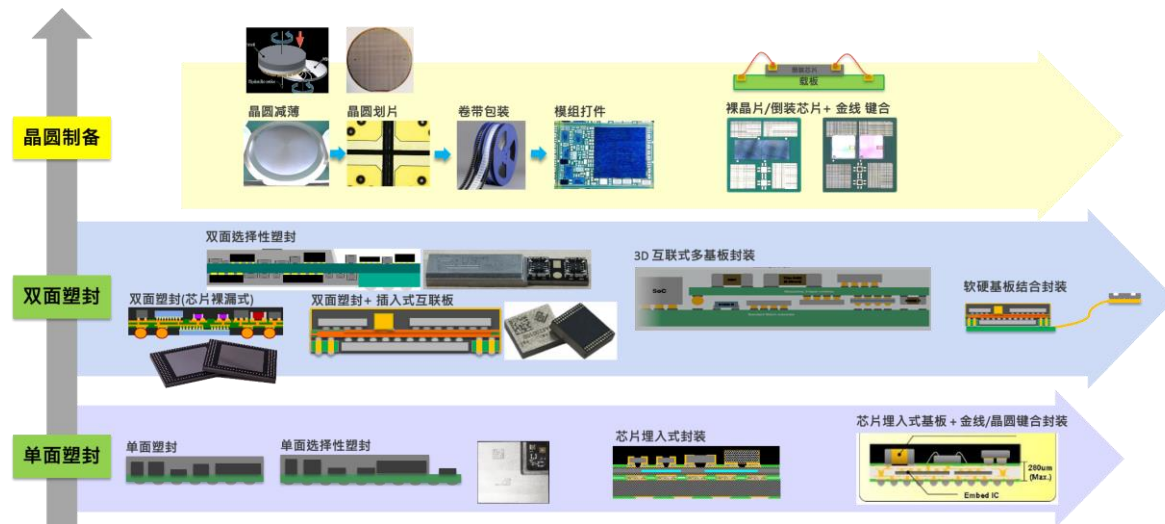 晶圆制备
晶圆减薄
晶圆划片
卷带包装
模组打件
载板
裸晶片/倒装芯片+ 金线 键合
双面塑封
双面选择性塑封
双面塑封(芯片裸漏式)
双面塑封+ 插入式互联板
3D 互联式多基板封装
SoC
软硬基板结合封装
单面塑封
单面塑封
单面选择性塑封
芯片埋入式封装
芯片埋入式基板 + 金线/晶圆键合封装
280um
(Max.)
Embed IC